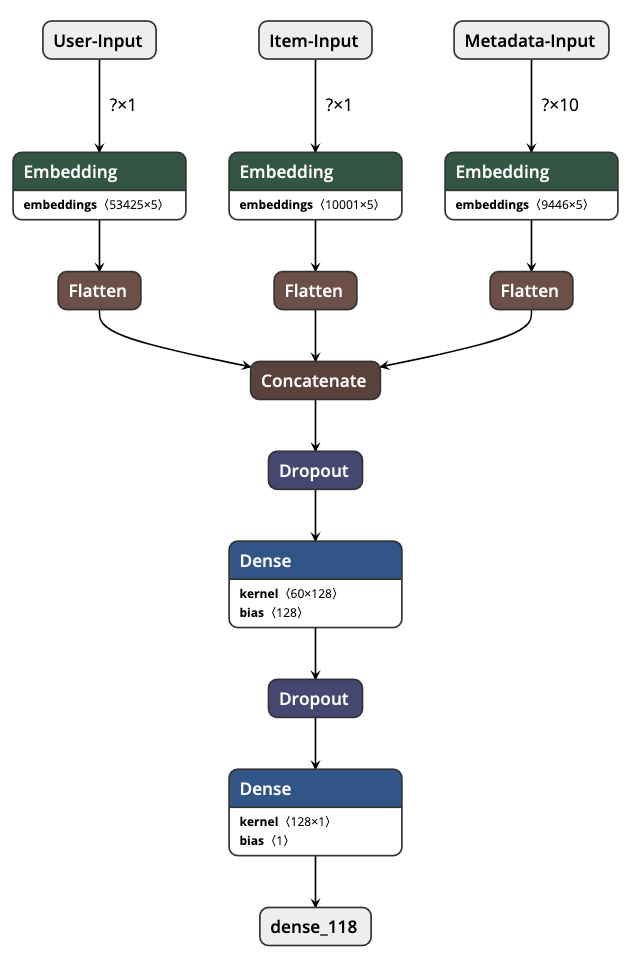 User-Input
Item-Input
Metadata-Input
?×1
?×1
?×10
Embedding
embeddings ⟨53425×5⟩
Embedding
embeddings ⟨10001×5⟩
Embedding
embeddings ⟨9446×5⟩
Flatten
Flatten
Flatten
Concatenate
Dropout
Dense
kernel ⟨60×128⟩
bias ⟨128⟩
Dropout
Dense
kernel ⟨128×1⟩
bias ⟨1⟩
dense_118